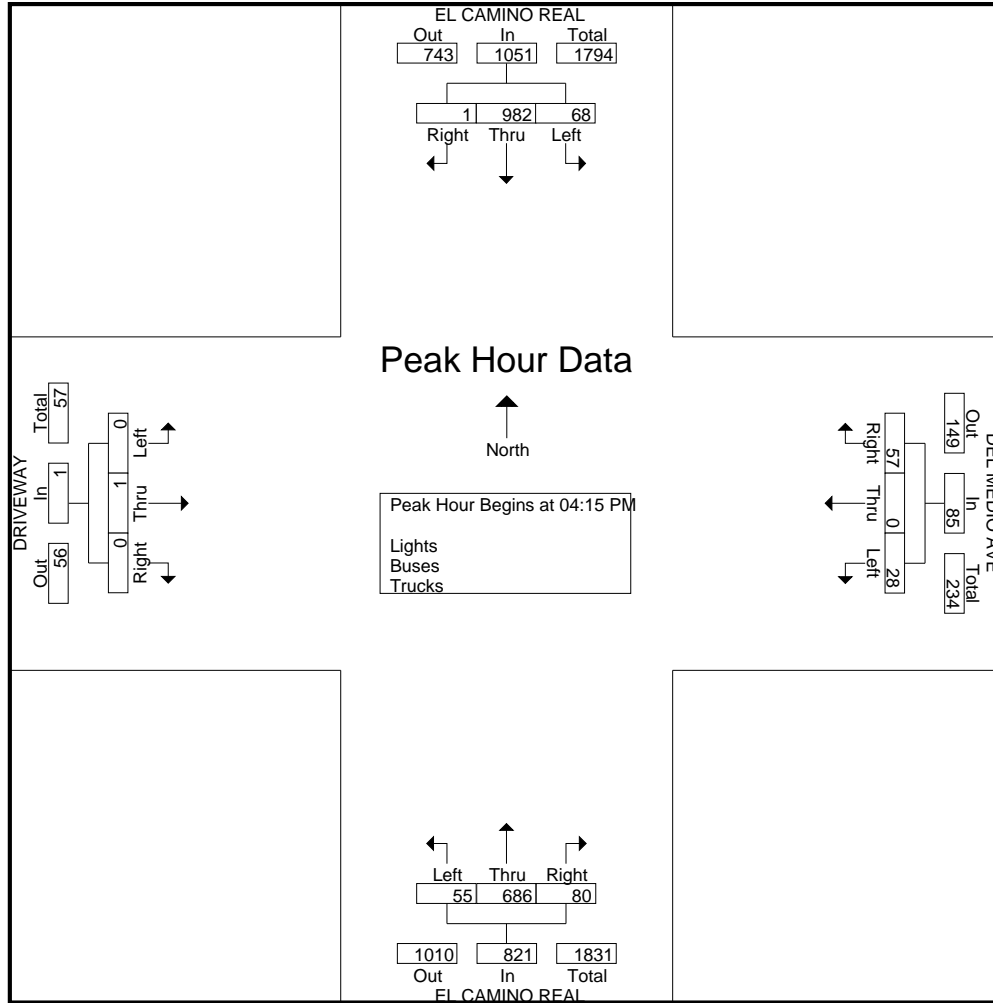 EL CAMINO REAL
Out In Total
743 1051 1794
1 982 68
Right Thru Left
Peak Hour Data
North
Peak Hour Begins at 04:15 PM
Lights
Buses
Trucks
DRIVEWAY
Out In Total
56 1 57
0 1 0
Left Thru Right
DEL MEDIO AVE
Out In Total
149 85 234
57 0 28
Right Thru Left
Left Thru Right
55 686 80
1010 821 1831
Out In Total
EL CAMINO REAL